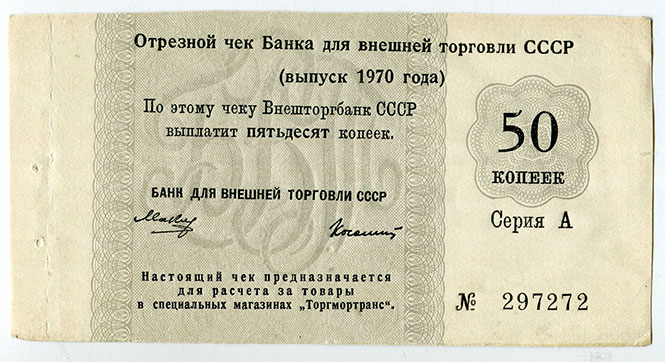 Отрезной чек Банка для внешней торговли СССР
(выпуск 1970 года)
По этому чеку Внешторгбанк СССР
выплатит пятьдесят копеек.
50
КОПЕЕК
БАНК ДЛЯ ВНЕШНЕЙ ТОРГОВЛИ СССР
Серия А
Настоящий чек предназначается
для расчета за товары
в специальных магазинах „Торгмортранс“.
№ 297272